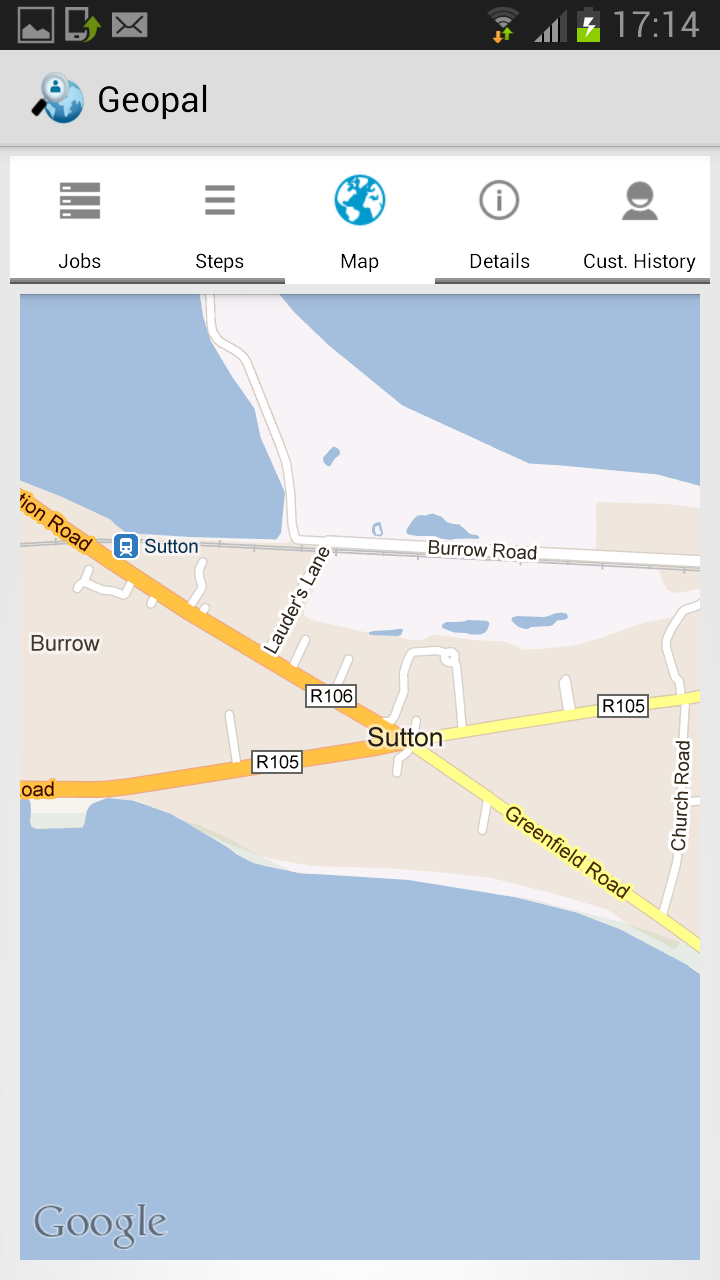 17:14
Geopal
Jobs
Steps
Map
Details
Cust. History
tion Road
Sutton
Burrow Road
Lauder's Lane
Burrow
R106
R105
Sutton
R105
oad
Church Road
Greenfield Road
Google